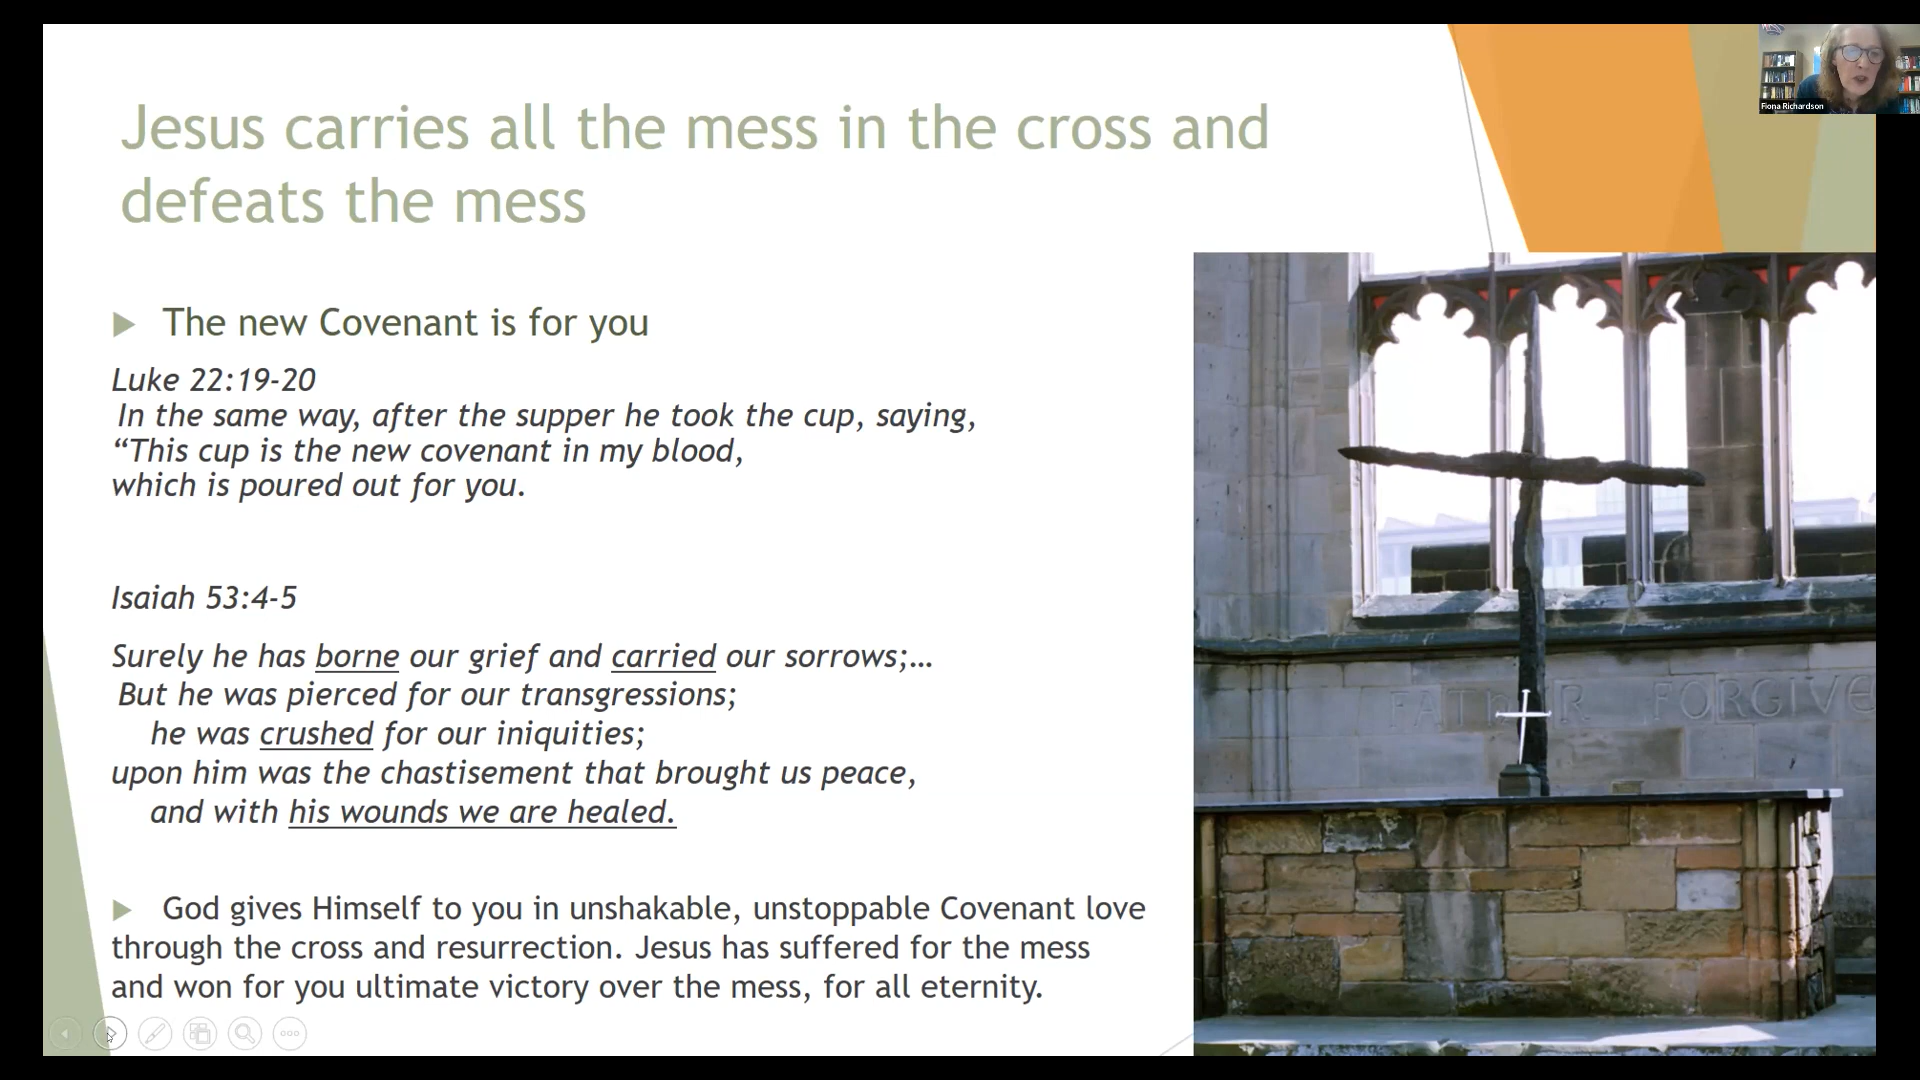 Fiona Richardson
Jesus carries all the mess in the cross and
defeats the mess
The new Covenant is for you
Luke 22:19-20
In the same way, after the supper he took the cup, saying,
“This cup is the new covenant in my blood,
which is poured out for you.
Isaiah 53:4-5
Surely he has borne our grief and carried our sorrows;…
But he was pierced for our transgressions;
he was crushed for our iniquities;
upon him was the chastisement that brought us peace,
and with his wounds we are healed.
God gives Himself to you in unshakable, unstoppable Covenant love
through the cross and resurrection. Jesus has suffered for the mess
and won for you ultimate victory over the mess, for all eternity.
FORGIVE